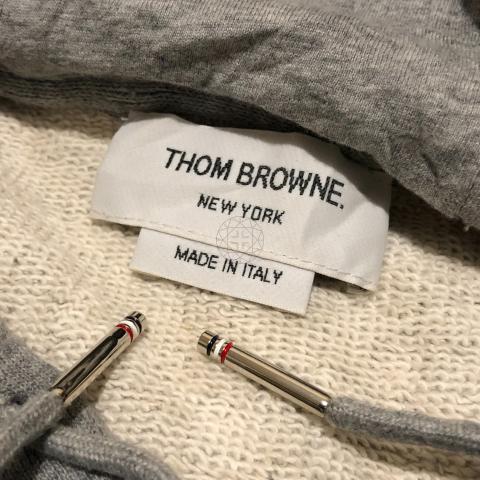 THOM BROWNE.
NEW YORK
MADE IN ITALY